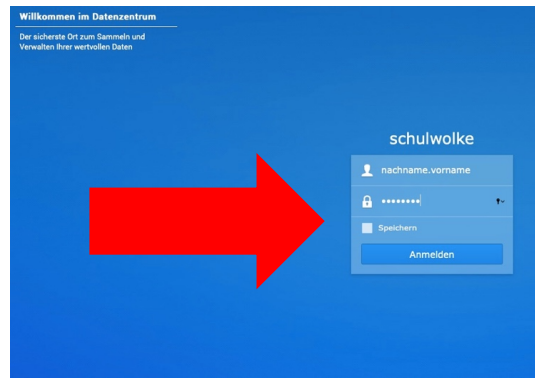 Willkommen im Datenzentrum
Der sicherste Ort zum Sammeln und
Verwalten Ihrer wertvollen Daten
schulwolke
nachname.vorname
••••••••
Speichern
Anmelden